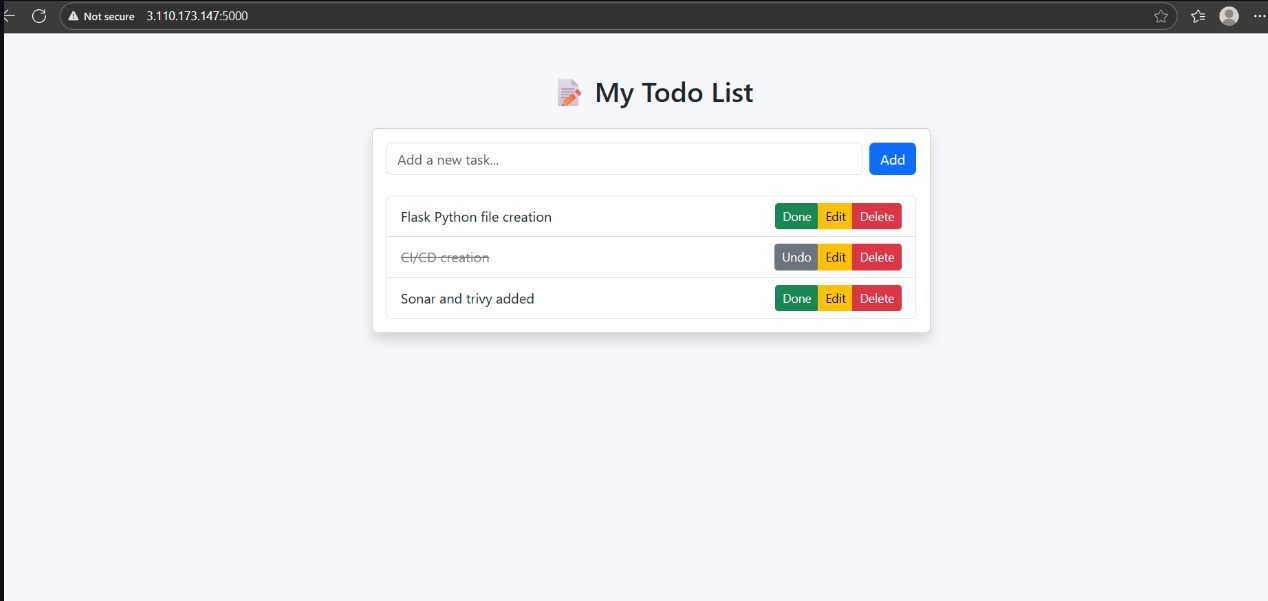 Not secure 3.110.173.147:5000
My Todo List
Add a new task... Add
Flask Python file creation Done Edit Delete
CI/CD creation Undo Edit Delete
Sonar and trivy added Done Edit Delete